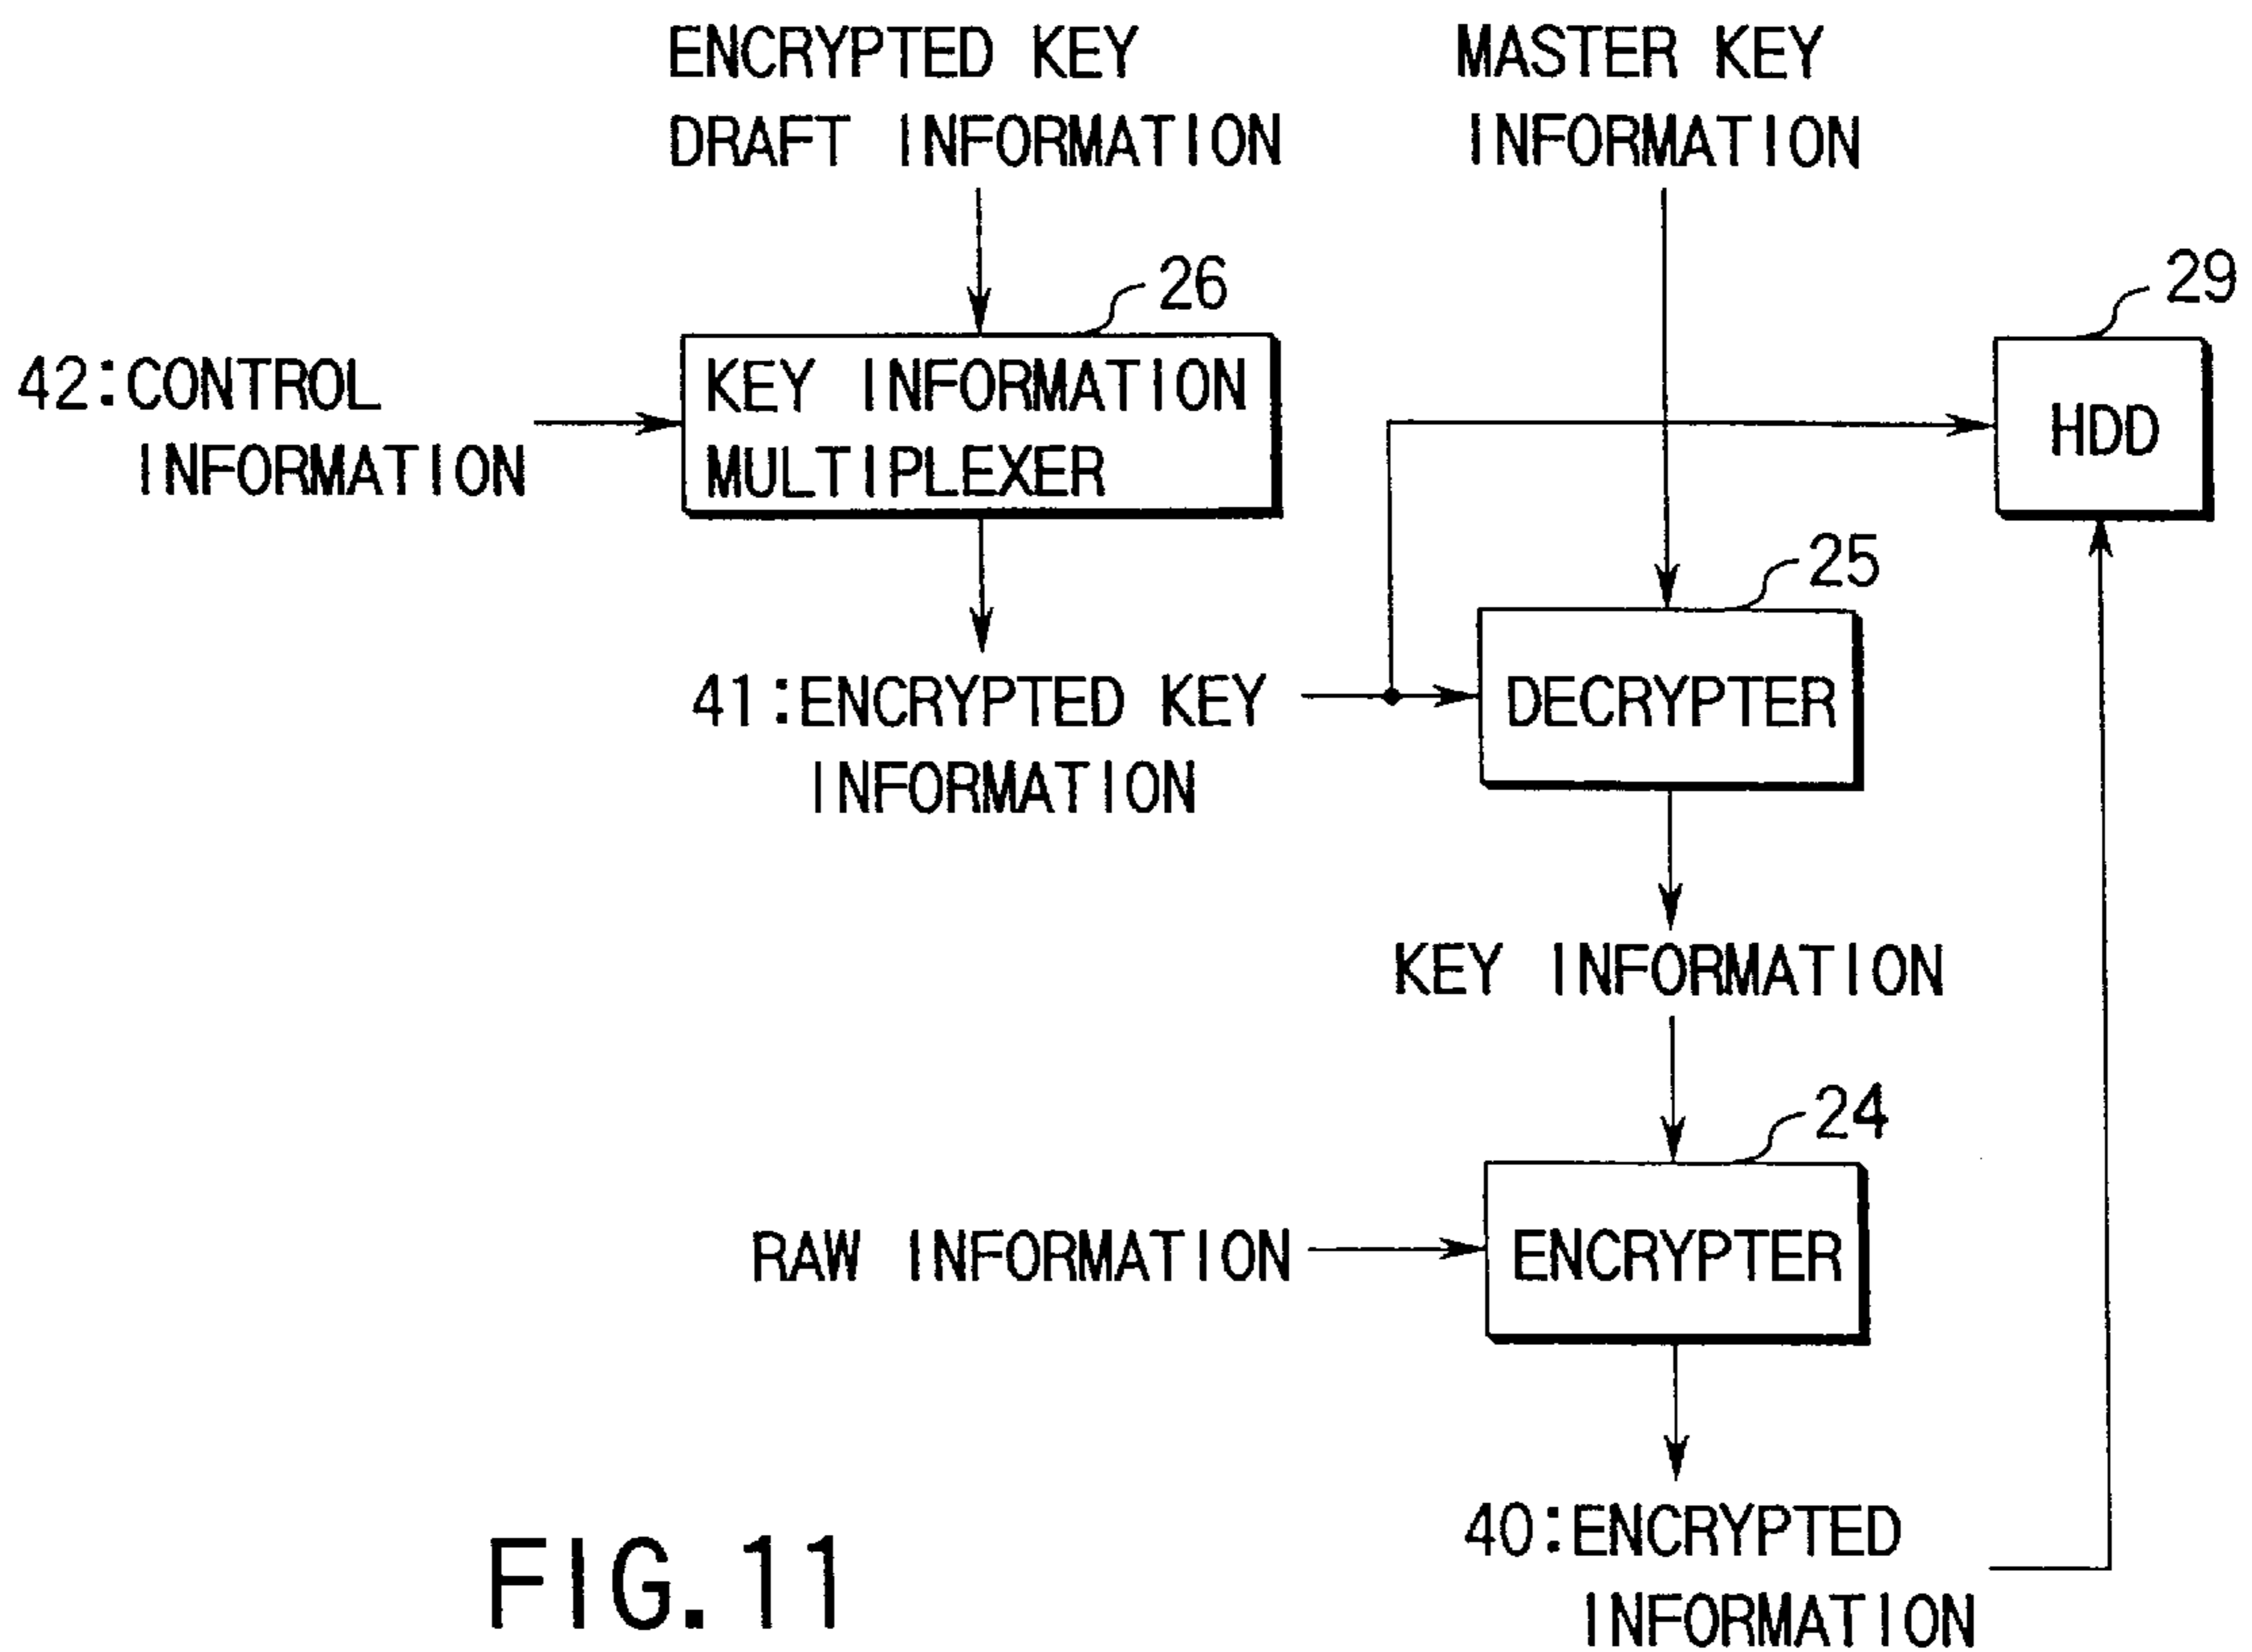 ENCRYPTED KEY
DRAFT INFORMATION
MASTER KEY
INFORMATION
26
29
42:CONTROL
INFORMATION
KEY INFORMATION
MULTIPLEXER
HDD
25
41:ENCRYPTED KEY
INFORMATION
DECRYPTER
KEY INFORMATION
24
RAW INFORMATION
ENCRYPTER
40:ENCRYPTED
INFORMATION
FIG.11